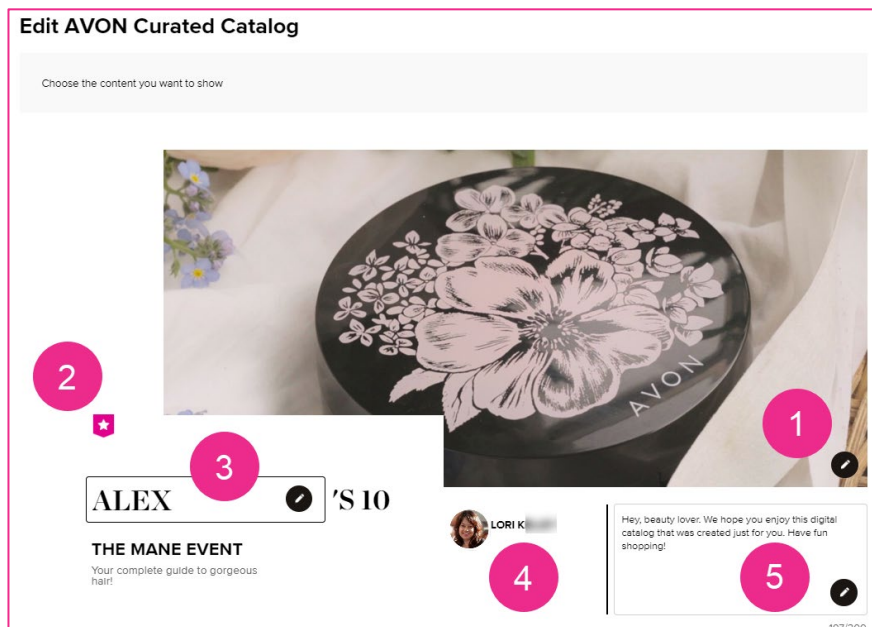 Edit AVON Curated Catalog
Choose the content you want to show
AVON
2
1
3
ALEX 'S 10
THE MANE EVENT
Your complete guide to gorgeous
hair!
LORI K
4
Hey, beauty lover. We hope you enjoy this digital
catalog that was created just for you. Have fun
shopping!
5